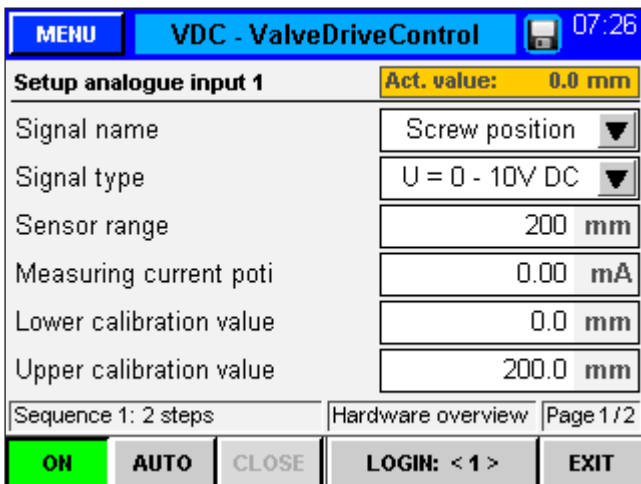 MENU VDC - ValveDriveControl 07:26
Setup analogue input 1 Act. value: 0.0 mm
Signal name Screw position
Signal type U = 0 - 10V DC
Sensor range 200 mm
Measuring current poti 0.00 mA
Lower calibration value 0.0 mm
Upper calibration value 200.0 mm
Sequence 1: 2 steps Hardware overview Page 1/2
ON AUTO CLOSE LOGIN: < 1 > EXIT